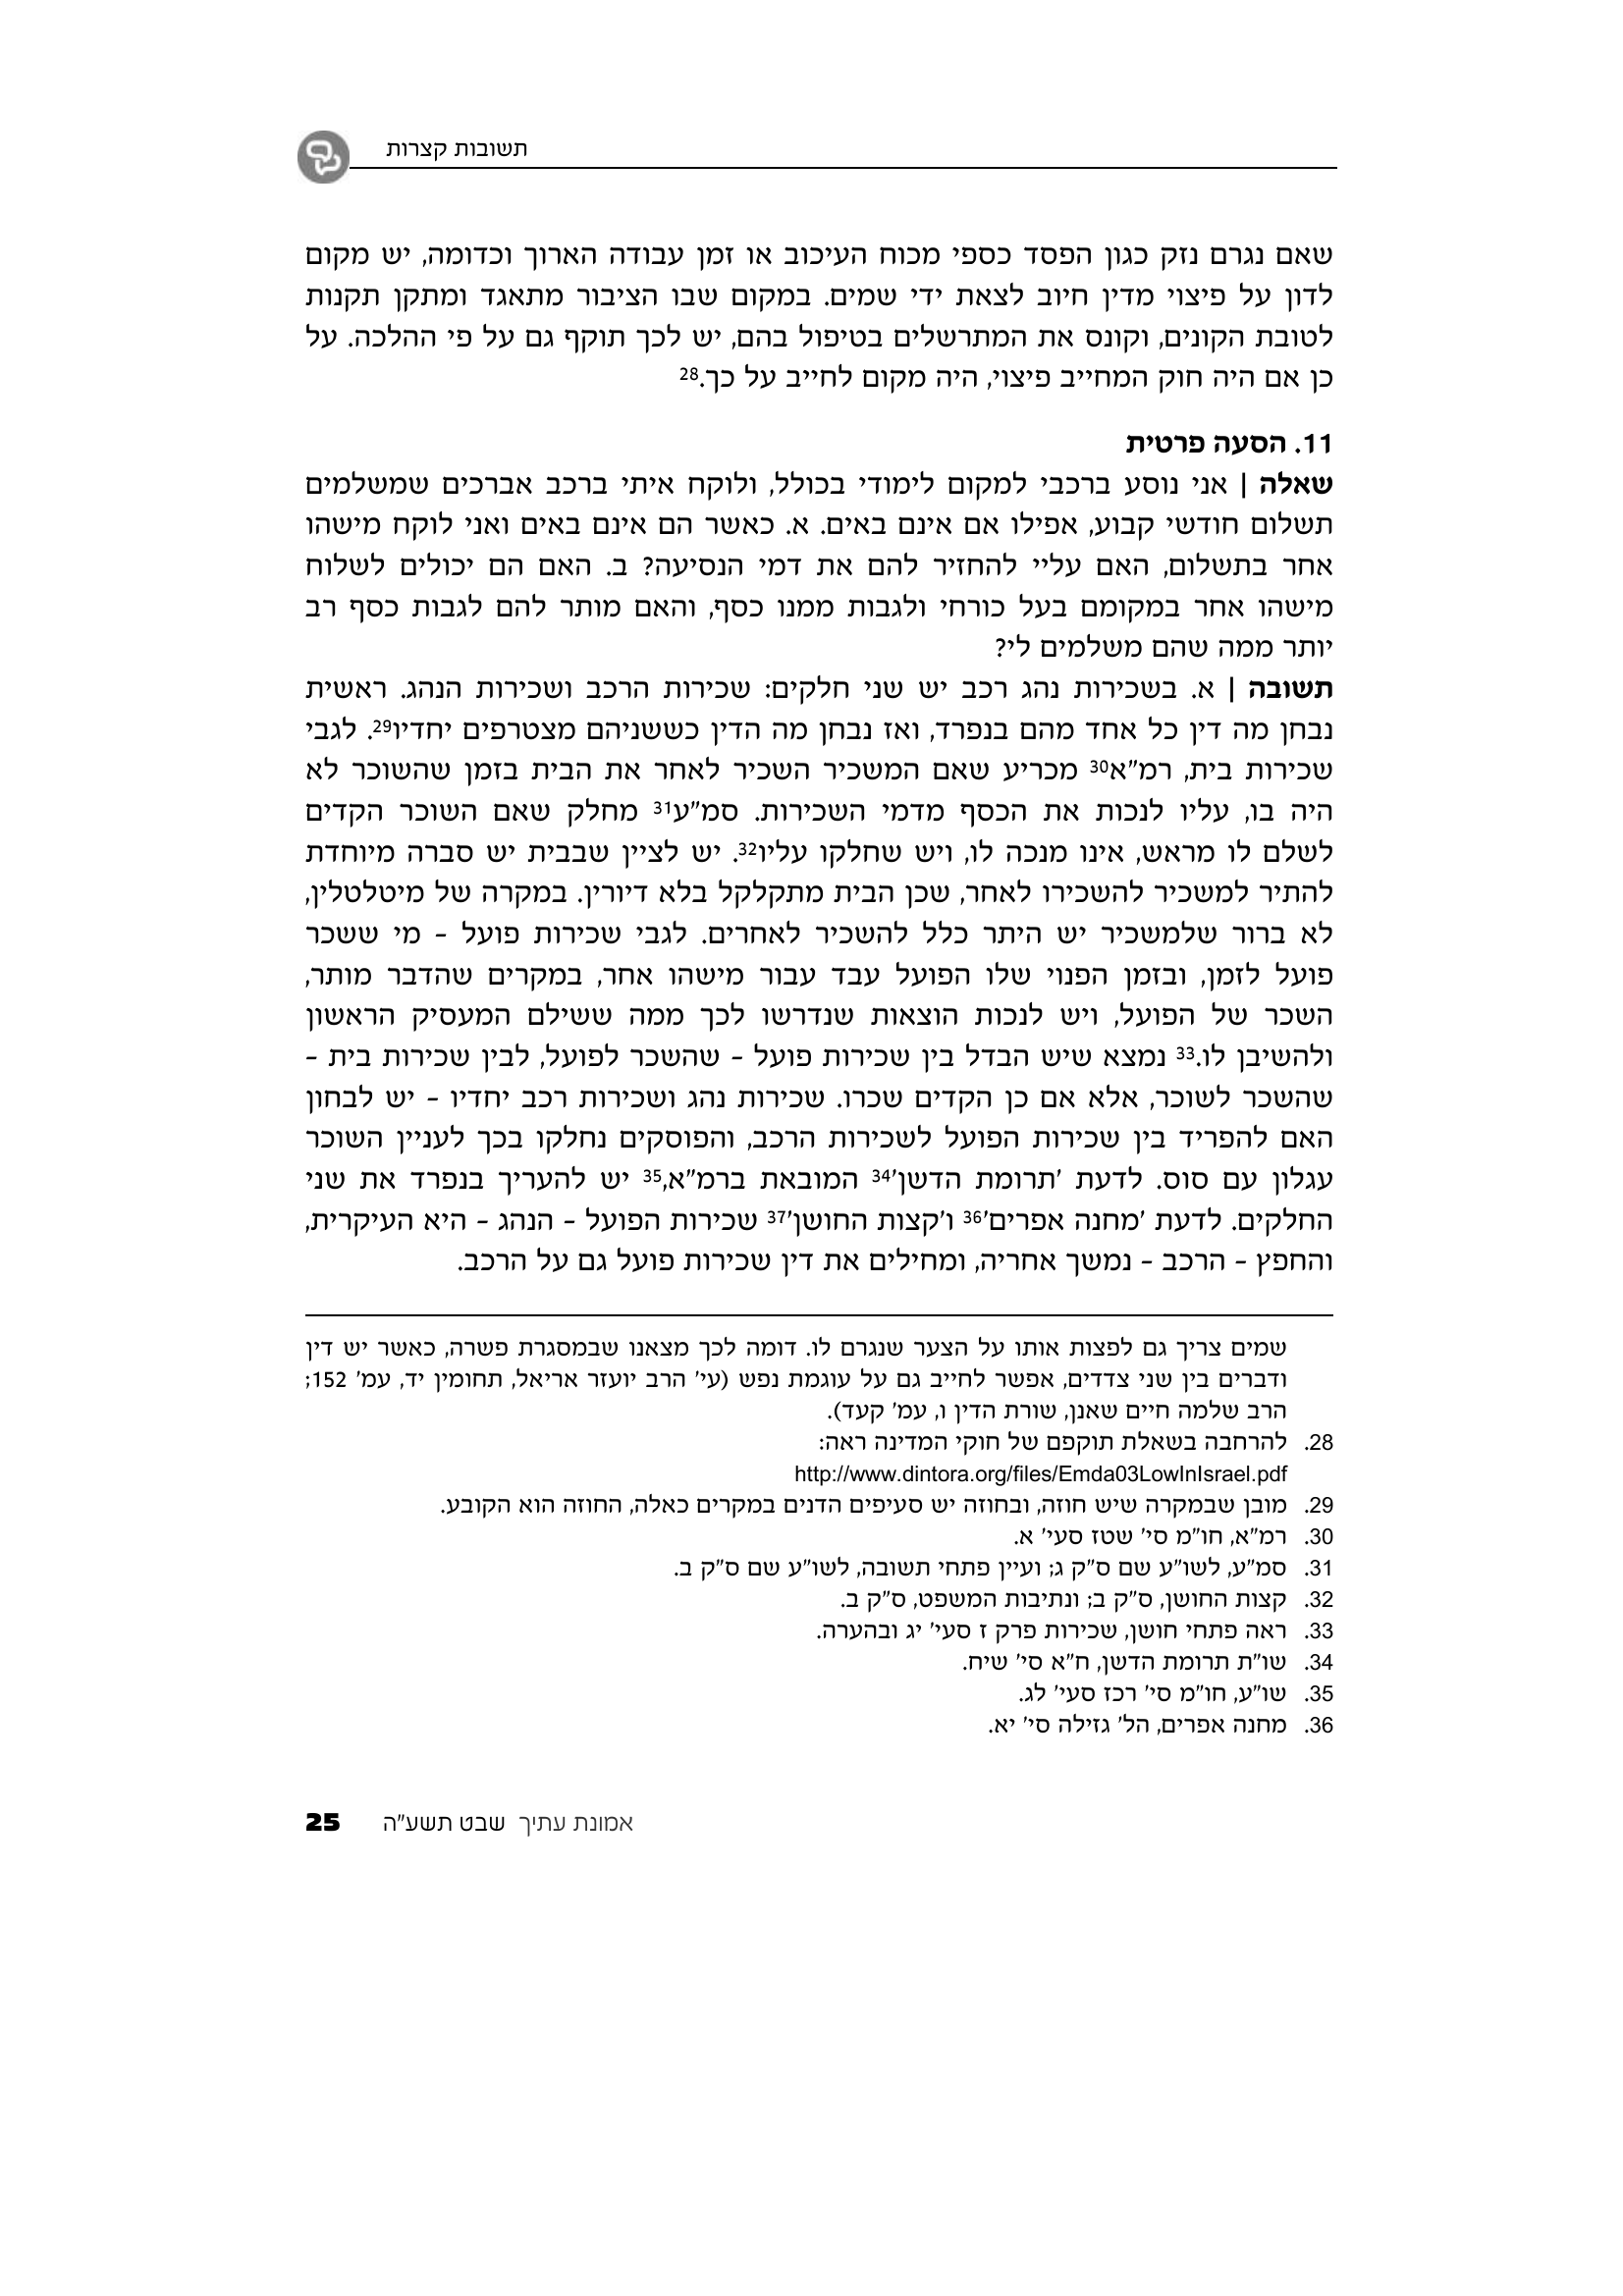 תשובות קצרות
שאם נגרם נזק כגון הפסד כספי מכוח העיכוב או זמן עבודה הארוך וכדומה, יש מקום
לדון על פיצוי מדין חיוב לצאת ידי שמים. במקום שבו הציבור מתאגד ומתקן תקנות
לטובת הקונים, וקונס את המתרשלים בטיפול בהם, יש לכך תוקף גם על פי ההלכה. על
כן אם היה חוק המחייב פיצוי, היה מקום לחייב על כך.28
11. הסעה פרטית
שאלה | אני נוסע ברכבי למקום לימודי בכולל, ולוקח איתי ברכב אברכים שמשלמים
תשלום חודשי קבוע, אפילו אם אינם באים. א. כאשר הם אינם באים ואני לוקח מישהו
אחר בתשלום, האם עליי להחזיר להם את דמי הנסיעה? ב. האם הם יכולים לשלוח
מישהו אחר במקומם בעל כורחי ולגבות ממנו כסף, והאם מותר להם לגבות כסף רב
יותר ממה שהם משלמים לי?
תשובה | א. בשכירות נהג רכב יש שני חלקים: שכירות הרכב ושכירות הנהג. ראשית
נבחן מה דין כל אחד מהם בנפרד, ואז נבחן מה הדין כששניהם מצטרפים יחדיו29. לגבי
שכירות בית, רמ"א30 מכריע שאם המשכיר השכיר לאחר את הבית בזמן שהשוכר לא
היה בו, עליו לנכות את הכסף מדמי השכירות. סמ"ע31 מחלק שאם השוכר הקדים
לשלם לו מראש, אינו מנכה לו, ויש שחלקו עליו32. יש לציין שבבית יש סברה מיוחדת
להתיר למשכיר להשכירו לאחר, שכן הבית מתקלקל בלא דיורין. במקרה של מיטלטלין,
לא ברור שלמשכיר יש היתר כלל להשכיר לאחרים. לגבי שכירות פועל – מי ששכר
פועל לזמן, ובזמן הפנוי שלו הפועל עבד עבור מישהו אחר, במקרים שהדבר מותר,
השכר של הפועל, ויש לנכות הוצאות שנדרשו לכך ממה ששילם המעסיק הראשון
ולהשיבן לו.33 נמצא שיש הבדל בין שכירות פועל – שהשכר לפועל, לבין שכירות בית –
שהשכר לשוכר, אלא אם כן הקדים שכרו. שכירות נהג ושכירות רכב יחדיו – יש לבחון
האם להפריד בין שכירות הפועל לשכירות הרכב, והפוסקים נחלקו בכך לעניין השוכר
עגלון עם סוס. לדעת 'תרומת הדשן'34 המובאת ברמ"א,35 יש להעריך בנפרד את שני
החלקים. לדעת 'מחנה אפרים'36 ו'קצות החושן'37 שכירות הפועל – הנהג – היא העיקרית,
והחפץ – הרכב – נמשך אחריה, ומחילים את דין שכירות פועל גם על הרכב.
שמים צריך גם לפצות אותו על הצער שנגרם לו. דומה לכך מצאנו שבמסגרת פשרה, כאשר יש דין
ודברים בין שני צדדים, אפשר לחייב גם על עוגמת נפש (עי' הרב יועזר אריאל, תחומין יד, עמ' 152;
הרב שלמה חיים שאנן, שורת הדין ו, עמ' קעד).
28. להרחבה בשאלת תוקפם של חוקי המדינה ראה:
http://www.dintora.org/files/Emda03LowInIsrael.pdf
29. מובן שבמקרה שיש חוזה, ובחוזה יש סעיפים הדנים במקרים כאלה, החוזה הוא הקובע.
30. רמ"א, חו"מ סי' שטז סעי' א.
31. סמ"ע, לשו"ע שם ס"ק ג; ועיין פתחי תשובה, לשו"ע שם ס"ק ב.
32. קצות החושן, ס"ק ב; ונתיבות המשפט, ס"ק ב.
33. ראה פתחי חושן, שכירות פרק ז סעי' יג ובהערה.
34. שו"ת תרומת הדשן, ח"א סי' שיח.
35. שו"ע, חו"מ סי' רכז סעי' לג.
36. מחנה אפרים, הל' גזילה סי' יא.
אמונת עתיך שבט תשע"ה 25